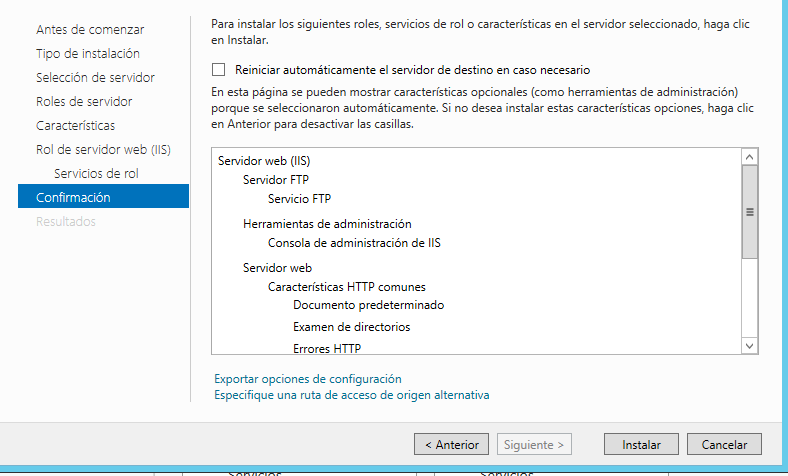 Antes de comenzar
Tipo de instalación
Selección de servidor
Roles de servidor
Características
Rol de servidor web (IIS)
Servicios de rol
Confirmación
Resultados
Para instalar los siguientes roles, servicios de rol o características en el servidor seleccionado, haga clic
en Instalar.
Reiniciar automáticamente el servidor de destino en caso necesario
En esta página se pueden mostrar características opcionales (como herramientas de administración)
porque se seleccionaron automáticamente. Si no desea instalar estas características opciones, haga clic
en Anterior para desactivar las casillas.
Servidor web (IIS)
Servidor FTP
Servicio FTP
Herramientas de administración
Consola de administración de IIS
Servidor web
Características HTTP comunes
Documento predeterminado
Examen de directorios
Errores HTTP
Exportar opciones de configuración
Especifique una ruta de acceso de origen alternativa
< Anterior
Siguiente >
Instalar
Cancelar
Servicios
Servicios